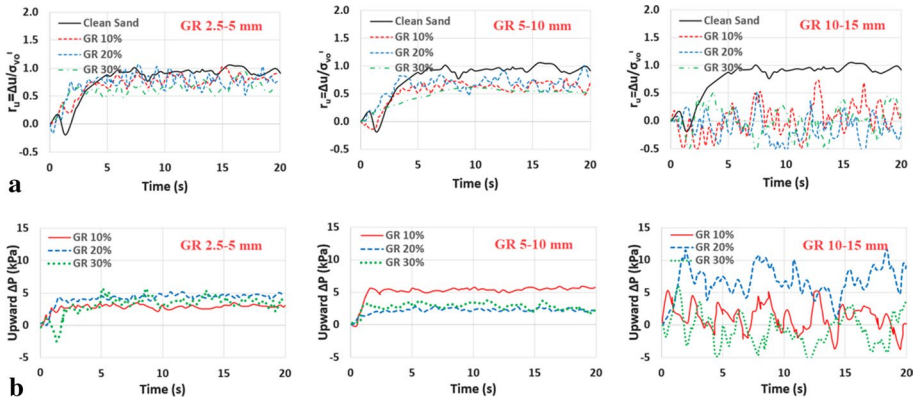 GR 2.5-5 mm
Clean Sand
GR 10%
GR 20%
GR 30%
2.0
1.5
1.0
0.5
0.0
0.5
rᵤ=Δu/σᵥₒ'
0 5 10 15 20
Time (s)
GR 5-10 mm
Clean Sand
GR 10%
GR 20%
GR 30%
2.0
1.5
1.0
0.5
0.0
-0.5
rᵤ=Δu/σᵥₒ'
0 5 10 15 20
Time (s)
GR 10-15 mm
Clean Sand
GR 10%
GR 20%
GR 30%
2.0
1.5
1.0
0.5
0.0
0.5
rᵤ=Δu/σᵥₒ'
0 5 10 15 20
Time (s)
a
GR 2.5-5 mm
GR 10%
GR 20%
GR 30%
15
10
5
0
5
Upward ΔP (kPa)
0 5 10 15 20
Time (s)
GR 5-10 mm
GR 10%
GR 20%
GR 30%
15
10
5
0
5
Upward ΔP (kPa)
0 5 10 15 20
Time (s)
GR 10-15 mm
GR 10%
GR 20%
GR 30%
15
10
5
0
5
Upward ΔP (kPa)
0 5 10 15 20
Time (s)
b